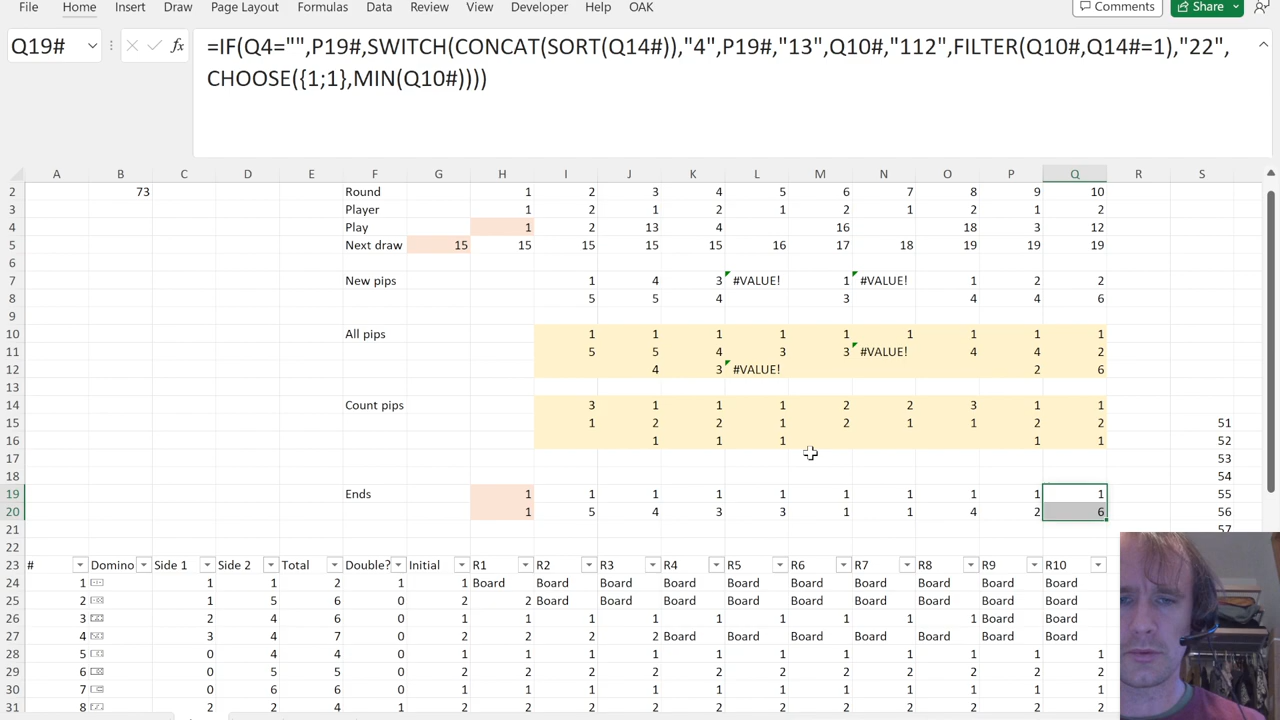 File Home Insert Draw Page Layout Formulas Data Review View Developer Help OAK Comments Share
Q19# fx =IF(Q4="",P19#,SWITCH(CONCAT(SORT(Q14#)),"4",P19#,"13",Q10#,"112",FILTER(Q10#,Q14#=1),"22",
CHOOSE({1;1},MIN(Q10#))))
A B C D E F G H I J K L M N O P Q R S
2 73 Round 1 2 3 4 5 6 7 8 9 10
3 Player 1 2 1 2 1 2 1 2 1 2
4 Play 1 2 13 4 16 18 3 12
5 Next draw 15 15 15 15 15 16 17 18 19 19 19
6
7 New pips 1 4 3 #VALUE! 1 #VALUE! 1 2 2
8 5 5 4 3 4 4 6
9
10 All pips 1 1 1 1 1 1 1 1 1
11 5 5 4 3 3 #VALUE! 4 4 2
12 4 3 #VALUE! 2 6
13
14 Count pips 3 1 1 1 2 2 3 1 1
15 1 2 2 1 2 1 1 2 2 51
16 1 1 1 1 1 52
17 53
18 54
19 Ends 1 1 1 1 1 1 1 1 1 1 55
20 1 5 4 3 3 1 1 4 2 6 56
21 57
22
23 # Domino Side 1 Side 2 Total Double? Initial R1 R2 R3 R4 R5 R6 R7 R8 R9 R10
24 1 1 1 2 1 1 Board Board Board Board Board Board Board Board Board Board
25 2 1 5 6 0 2 2 Board Board Board Board Board Board Board Board Board
26 3 2 4 6 0 1 1 1 1 1 1 1 1 1 Board Board
27 4 3 4 7 0 2 2 2 2 Board Board Board Board Board Board Board
28 5 0 4 4 0 1 1 1 1 1 1 1 1 1 1 1
29 6 0 5 5 0 2 2 2 2 2 2 2 2 2 2 2
30 7 0 6 6 0 1 1 1 1 1 1 1 1 1 1 1
31 8 2 2 4 1 2 2 2 2 2 2 2 2 2 2 2